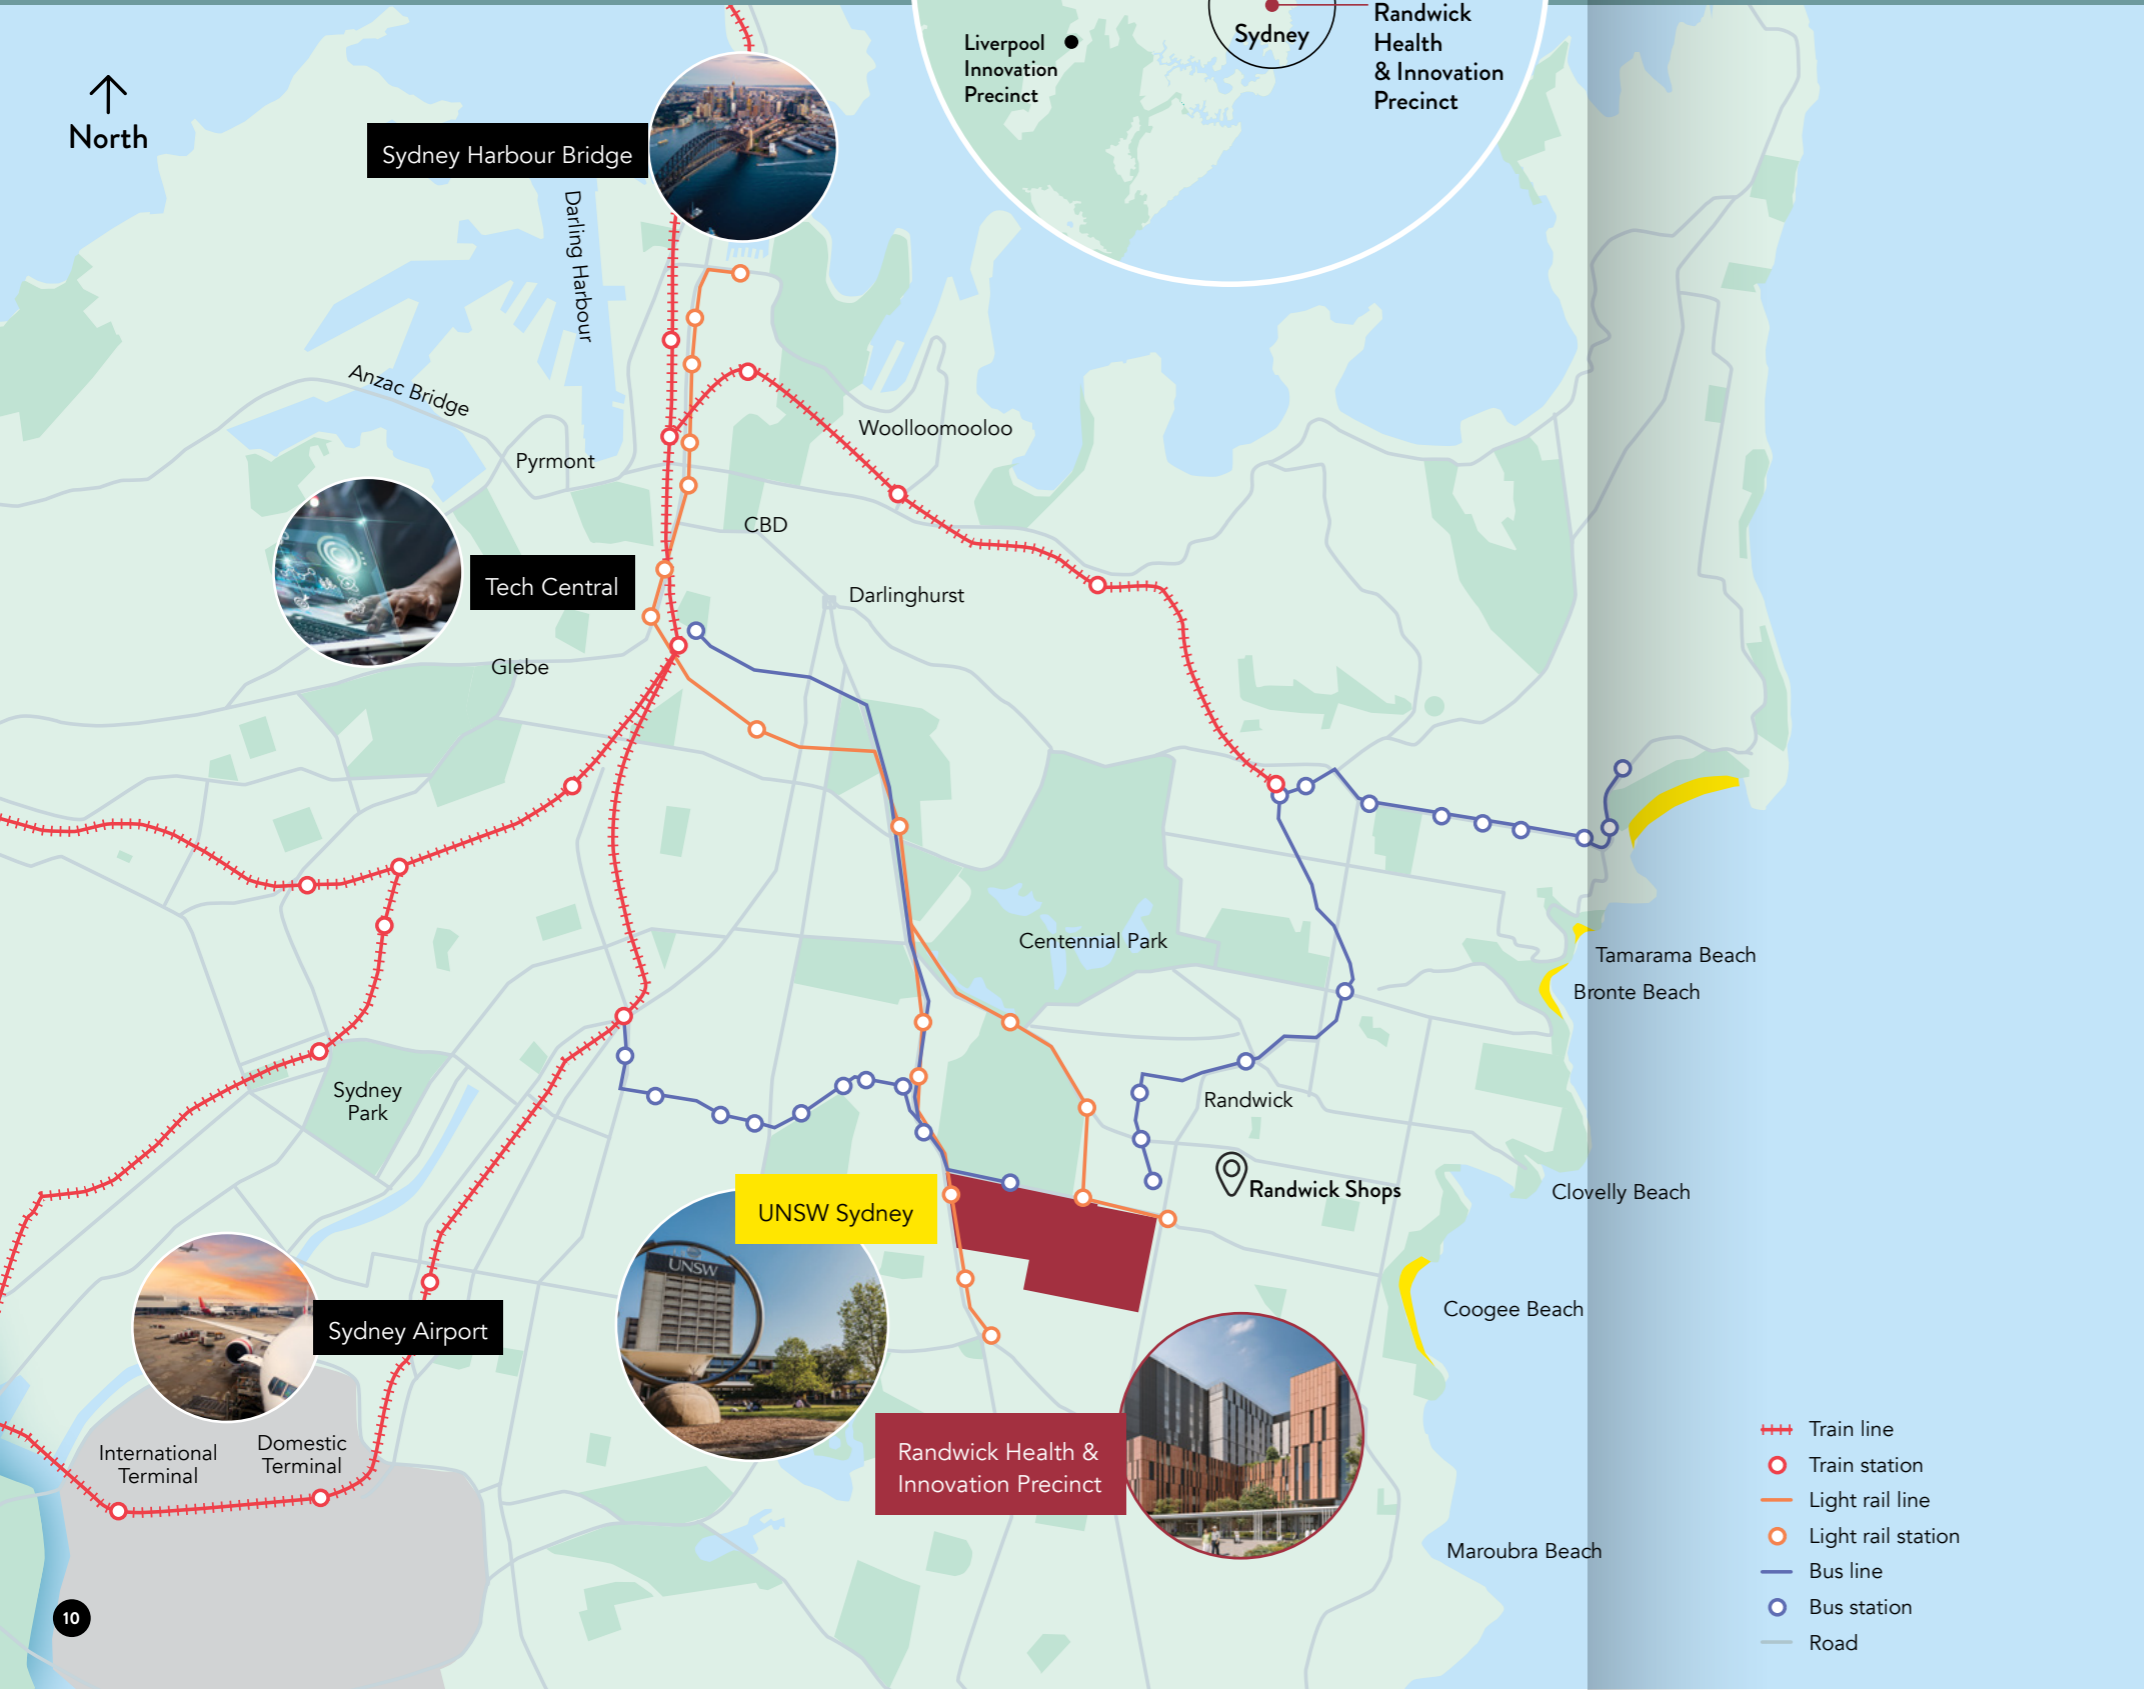 Sydney
Randwick
Health
& Innovation
Precinct
Liverpool
Innovation
Precinct
North
Sydney Harbour Bridge
Darling Harbour
Anzac Bridge
Pyrmont
Woolloomooloo
CBD
Tech Central
Darlinghurst
Glebe
Centennial Park
Tamarama Beach
Bronte Beach
Sydney
Park
Randwick
Randwick Shops
Clovelly Beach
UNSW Sydney
UNSW
Sydney Airport
Coogee Beach
International
Terminal
Domestic
Terminal
Randwick Health &
Innovation Precinct
Maroubra Beach
Train line
Train station
Light rail line
Light rail station
Bus line
Bus station
Road
10